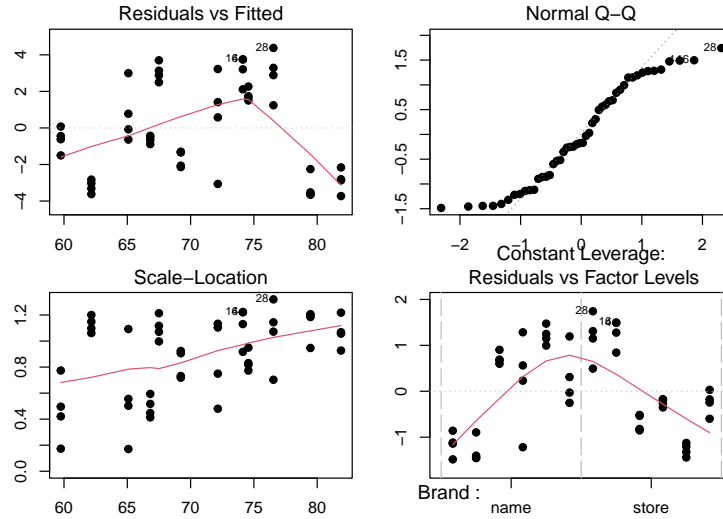 Residuals vs Fitted
4
2
0
−2
−4
28
60 65 70 75 80
Normal Q−Q
1.5
0.5
−0.5
−1.5
28
−2 −1 0 1 2
Scale−Location
1.2
0.8
0.4
0.0
28
60 65 70 75 80
Constant Leverage:
Residuals vs Factor Levels
2
1
0
−1
28
Brand :
name store